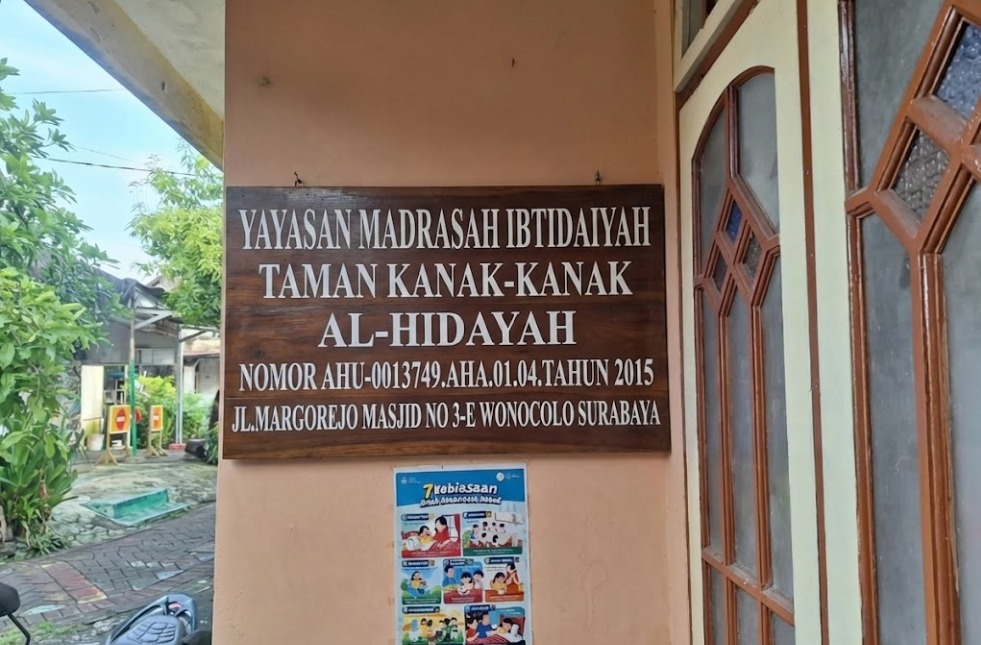 YAYASAN MADRASAH IBTIDAIYAH
TAMAN KANAK-KANAK
AL-HIDAYAH
NOMOR AHU-0013749.AHA.01.04.TAHUN 2015
JL.MARGOREJO MASJID NO 3-E WONOCOLO SURABAYA
7 Kebiasaan